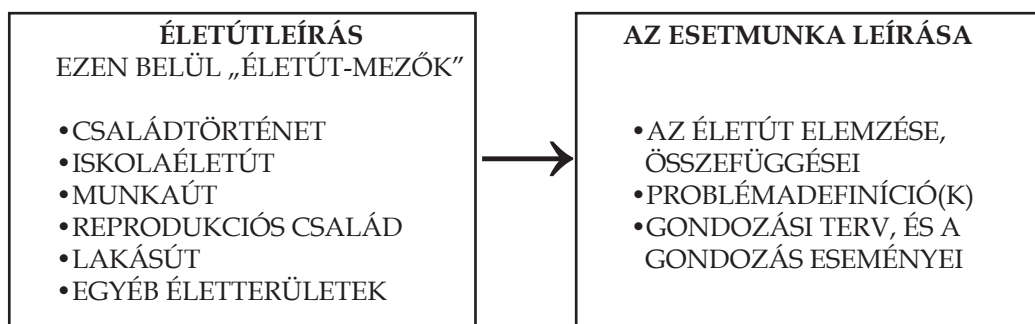 ÉLETÚTLEÍRÁS
EZEN BELÜL „ÉLETÚT-MEZŐK”
•CSALÁDTÖRTÉNET
•ISKOLAÉLETÚT
•MUNKAÚT
•REPRODUKCIÓS CSALÁD
•LAKÁSÚT
•EGYÉB ÉLETTERÜLETEK
AZ ESETMUNKA LEÍRÁSA
•AZ ÉLETÚT ELEMZÉSE,
ÖSSZEFÜGGÉSEI
•PROBLÉMADEFINÍCIÓ(K)
•GONDOZÁSI TERV, ÉS A
GONDOZÁS ESEMÉNYEI